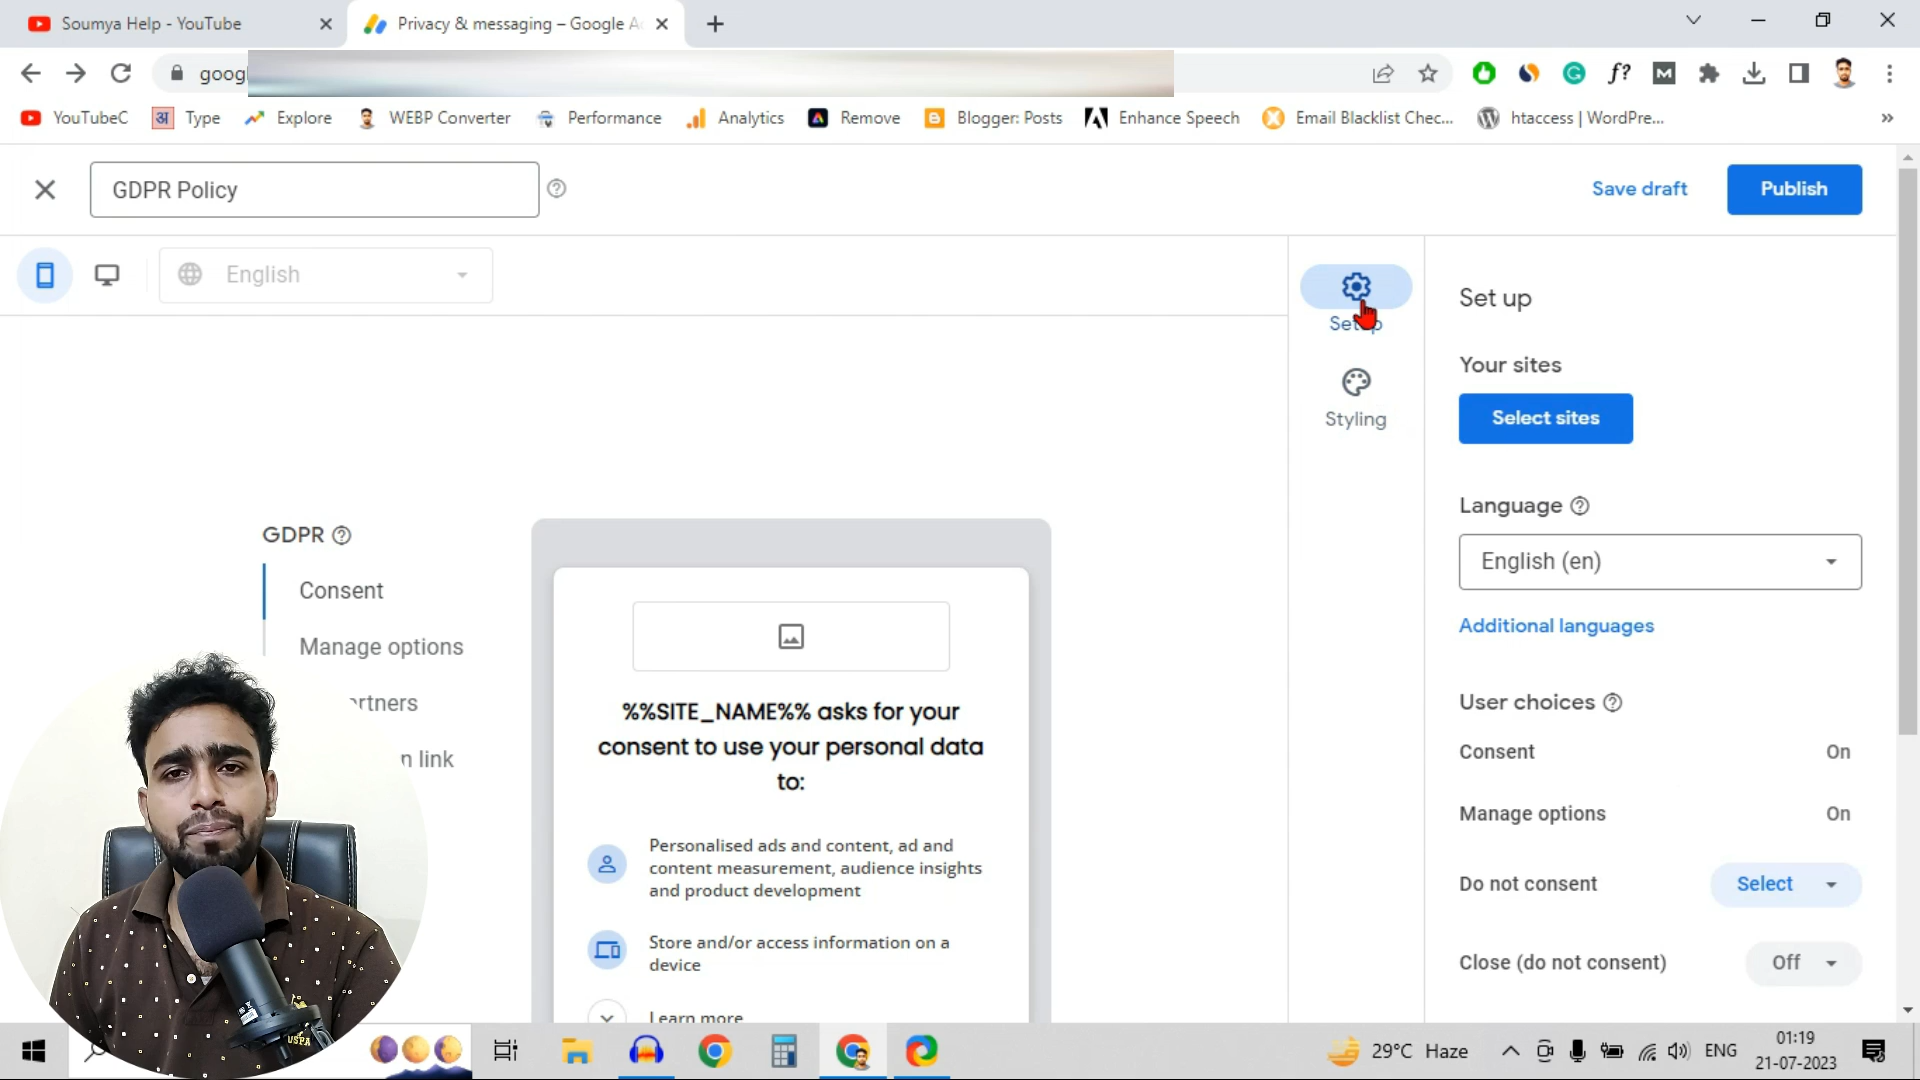 Soumya Help - YouTube
Privacy & messaging – Google A
googl
YouTubeC
अ Type
Explore
WEBP Converter
Performance
Analytics
Remove
Blogger: Posts
Enhance Speech
Email Blacklist Chec...
htaccess | WordPre...
»
f?
M
GDPR Policy
Save draft
Publish
English
Setup
Styling
Set up
Your sites
Select sites
Language
English (en)
Additional languages
User choices
Consent On
Manage options On
Do not consent Select
Close (do not consent) Off
GDPR
Consent
Manage options
rtners
n link
%%SITE_NAME%% asks for your
consent to use your personal data
to:
Personalised ads and content, ad and
content measurement, audience insights
and product development
Store and/or access information on a
device
Learn more
USPA
29°C Haze
ENG
01:19
21-07-2023